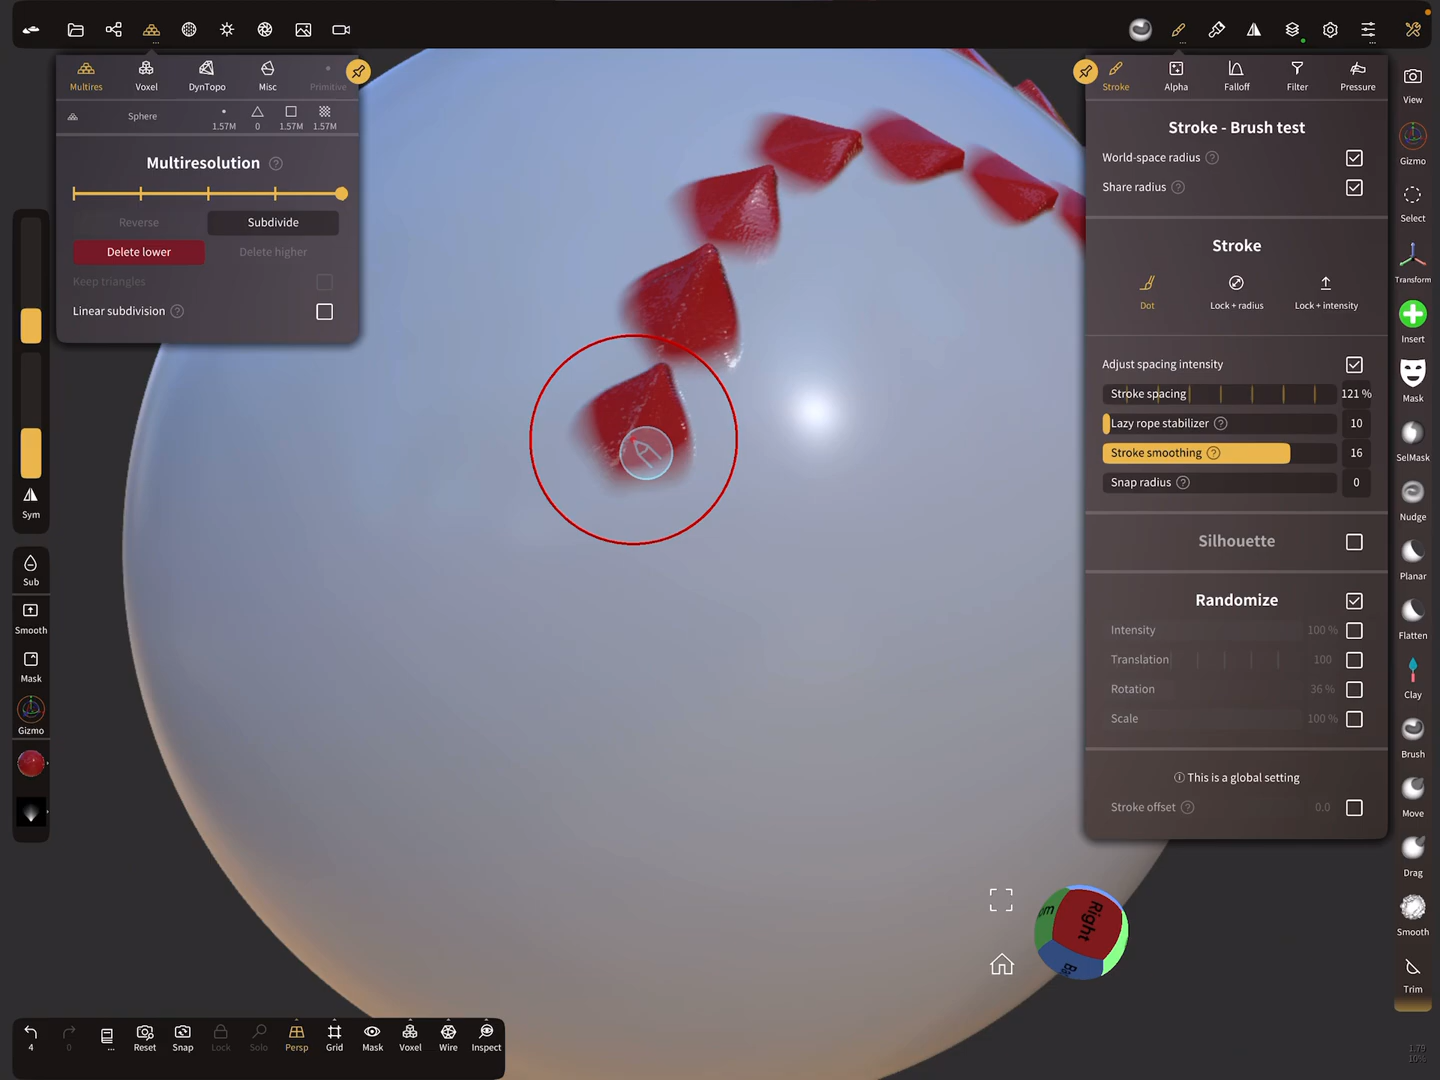 Multires
Voxel
DynTopo
Misc
Primitive
Sphere
1.57M
0
1.57M
1.57M
Multiresolution ?
Reverse
Subdivide
Delete lower
Delete higher
Keep triangles
Linear subdivision ?
Sym
Sub
Smooth
Mask
Gizmo
Stroke
Alpha
Falloff
Filter
Pressure
Stroke - Brush test
World-space radius ?
Share radius ?
Stroke
Dot
Lock + radius
Lock + intensity
Adjust spacing intensity
Stroke spacing 121 %
Lazy rope stabilizer ? 10
Stroke smoothing ? 16
Snap radius ? 0
Silhouette
Randomize
Intensity 100 %
Translation 100
Rotation 36 %
Scale 100 %
This is a global setting
Stroke offset ? 0.0
View
Gizmo
Select
Transform
Insert
Mask
SelMask
Nudge
Planar
Flatten
Clay
Brush
Move
Drag
Smooth
Trim
Right
4
0
...
Reset
Snap
Lock
Solo
Persp
Grid
Mask
Voxel
Wire
Inspect
1.79
10%